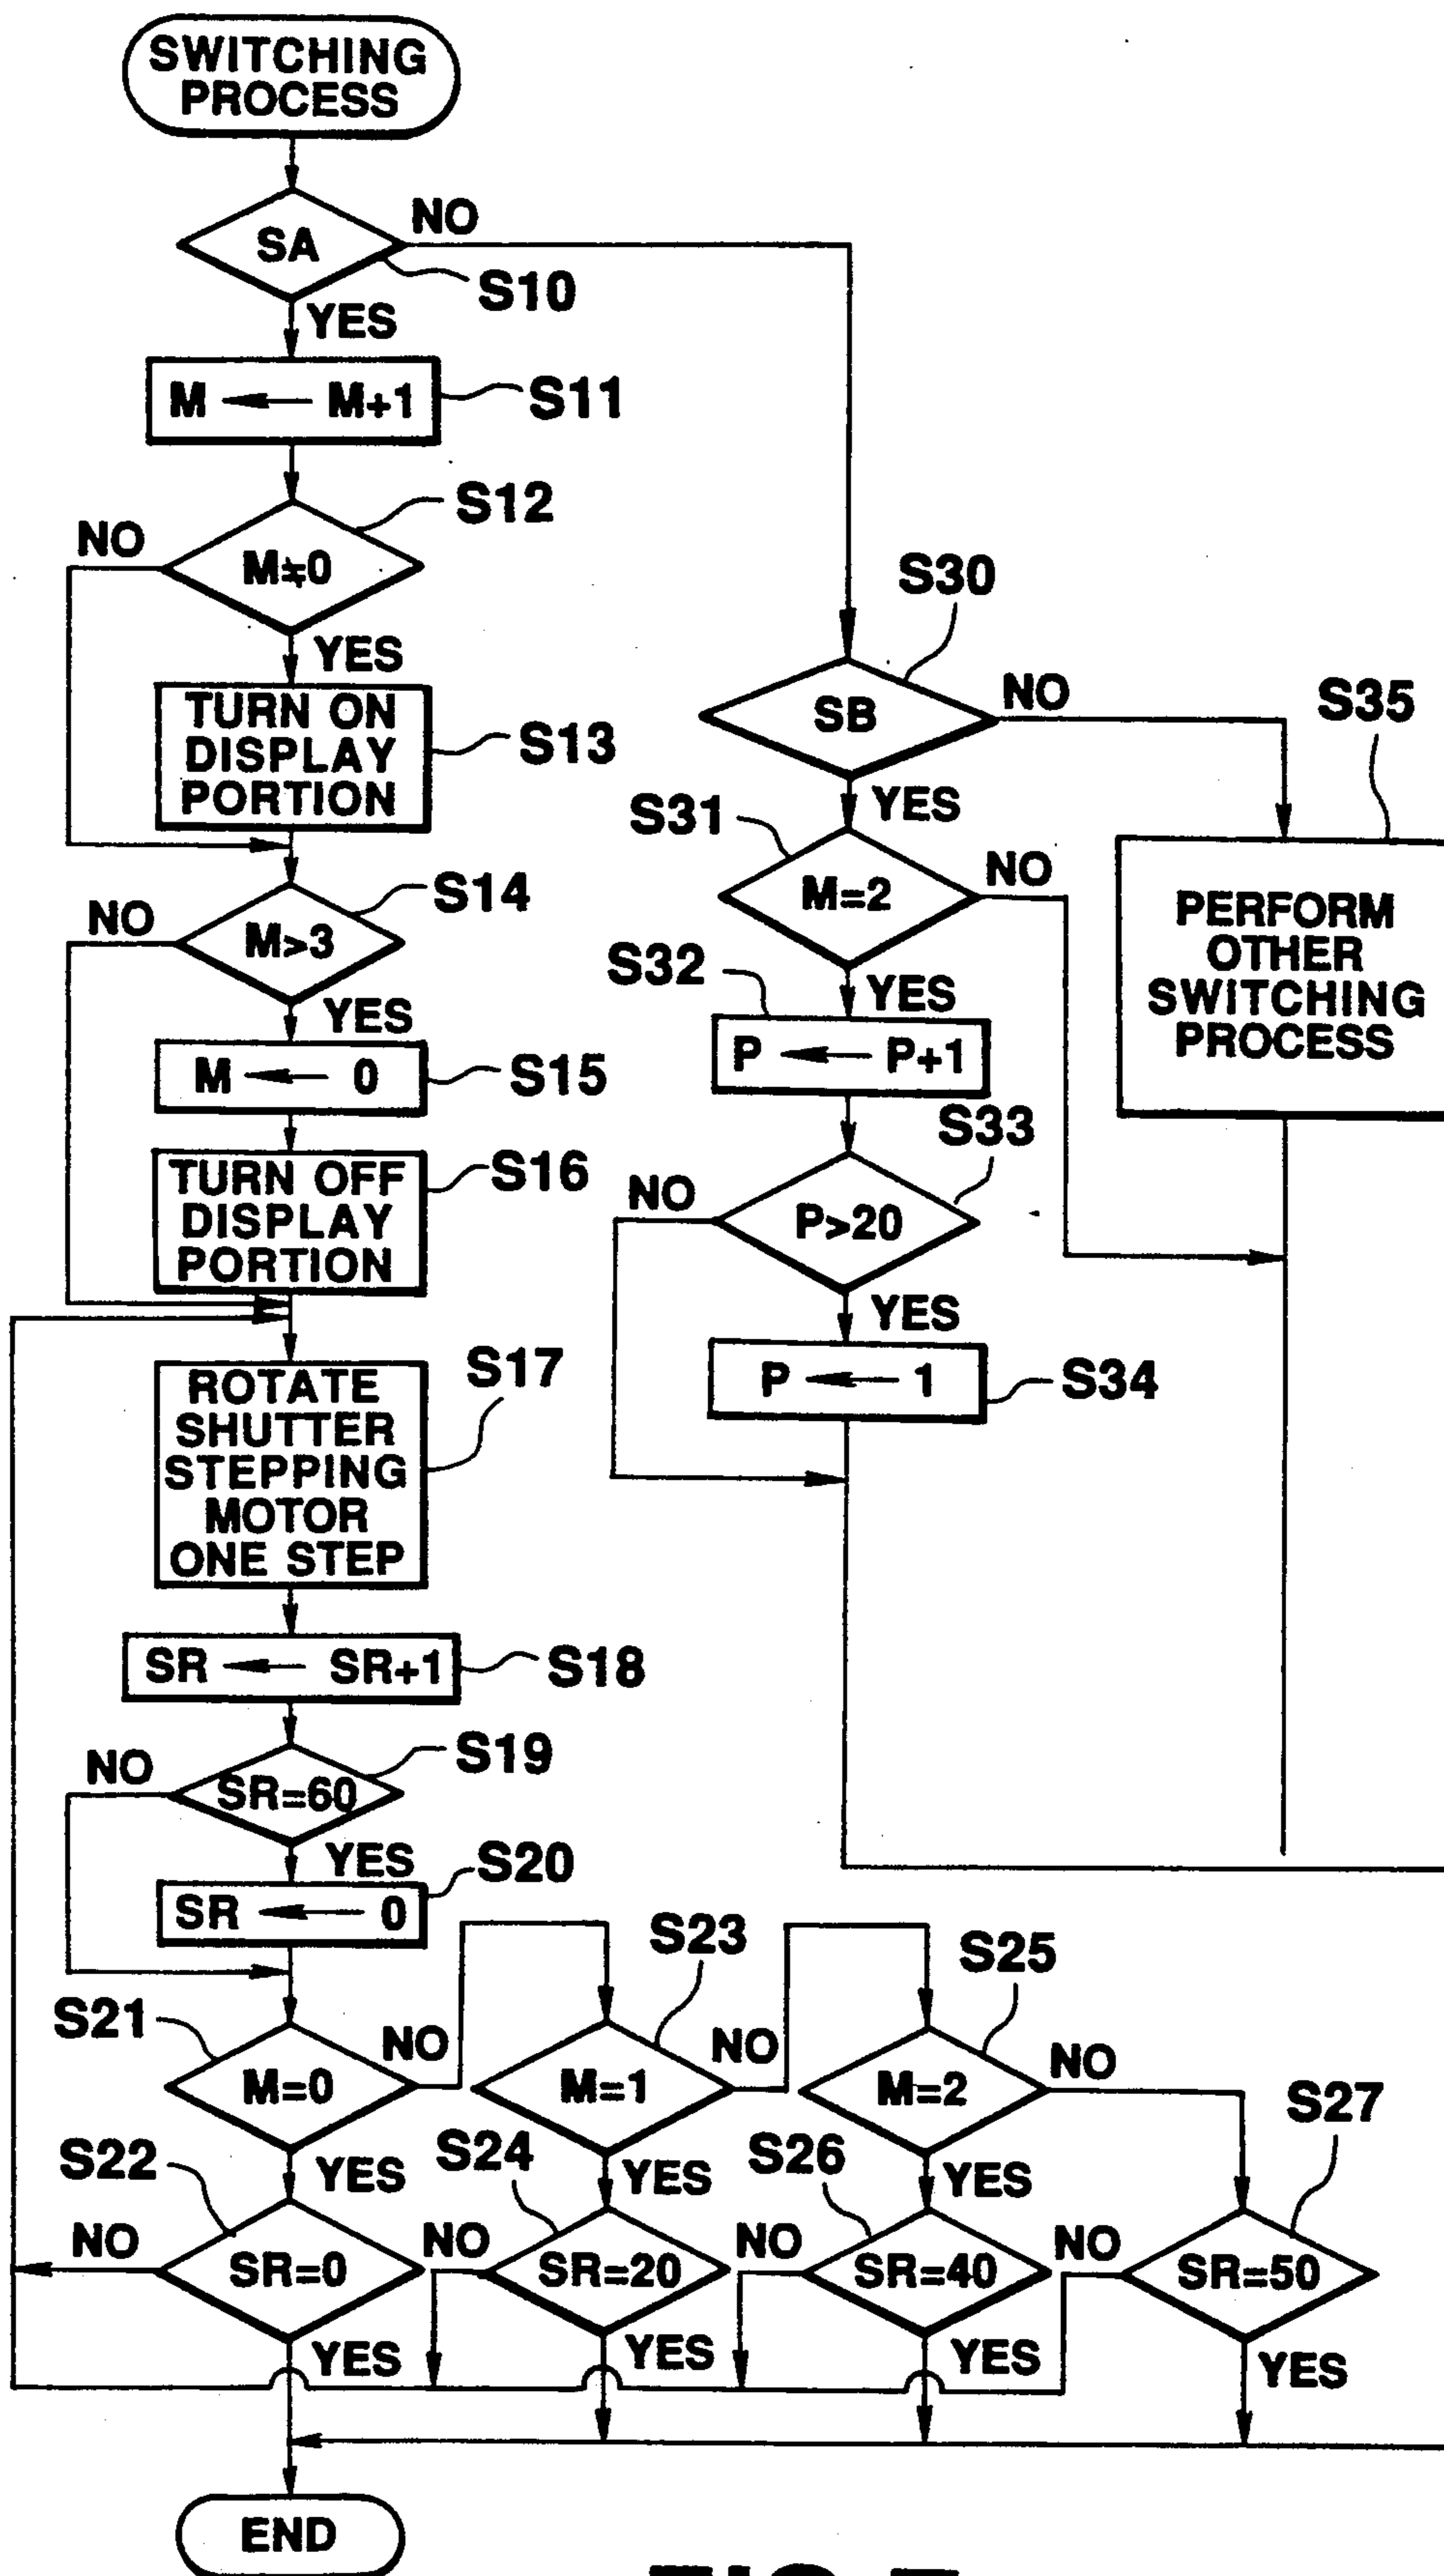 SWITCHING
PROCESS
SA
NO
S10
YES
M ← M+1
S11
S12
NO
M≠0
YES
TURN ON
DISPLAY
PORTION
S13
S14
NO
M>3
YES
M ← 0
S15
TURN OFF
DISPLAY
PORTION
S16
ROTATE
SHUTTER
STEPPING
MOTOR
ONE STEP
S17
SR ← SR+1
S18
NO
S19
SR=60
YES
S20
SR ← 0
S30
SB
NO
YES
S31
M=2
NO
S32
YES
P ← P+1
S33
NO
P>20
YES
P ← 1
S34
S35
PERFORM
OTHER
SWITCHING
PROCESS
S21
M=0
NO
S23
M=1
NO
S25
M=2
NO
S22
YES
S24
YES
S26
YES
S27
NO
SR=0
NO
SR=20
NO
SR=40
NO
SR=50
YES
YES
YES
YES
END